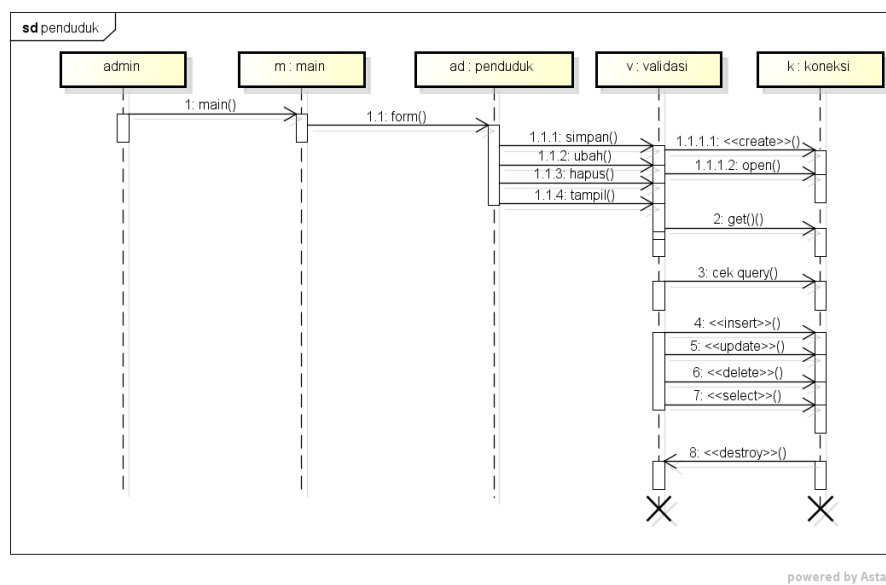 sd penduduk
admin
m : main
ad : penduduk
v : validasi
k : koneksi
1: main()
1.1: form()
1.1.1: simpan()
1.1.1.1: <<create>>()
1.1.2: ubah()
1.1.1.2: open()
1.1.3: hapus()
1.1.4: tampil()
2: get()()
3: cek query()
4: <<insert>>()
5: <<update>>()
6: <<delete>>()
7: <<select>>()
8: <<destroy>>()
powered by Asta